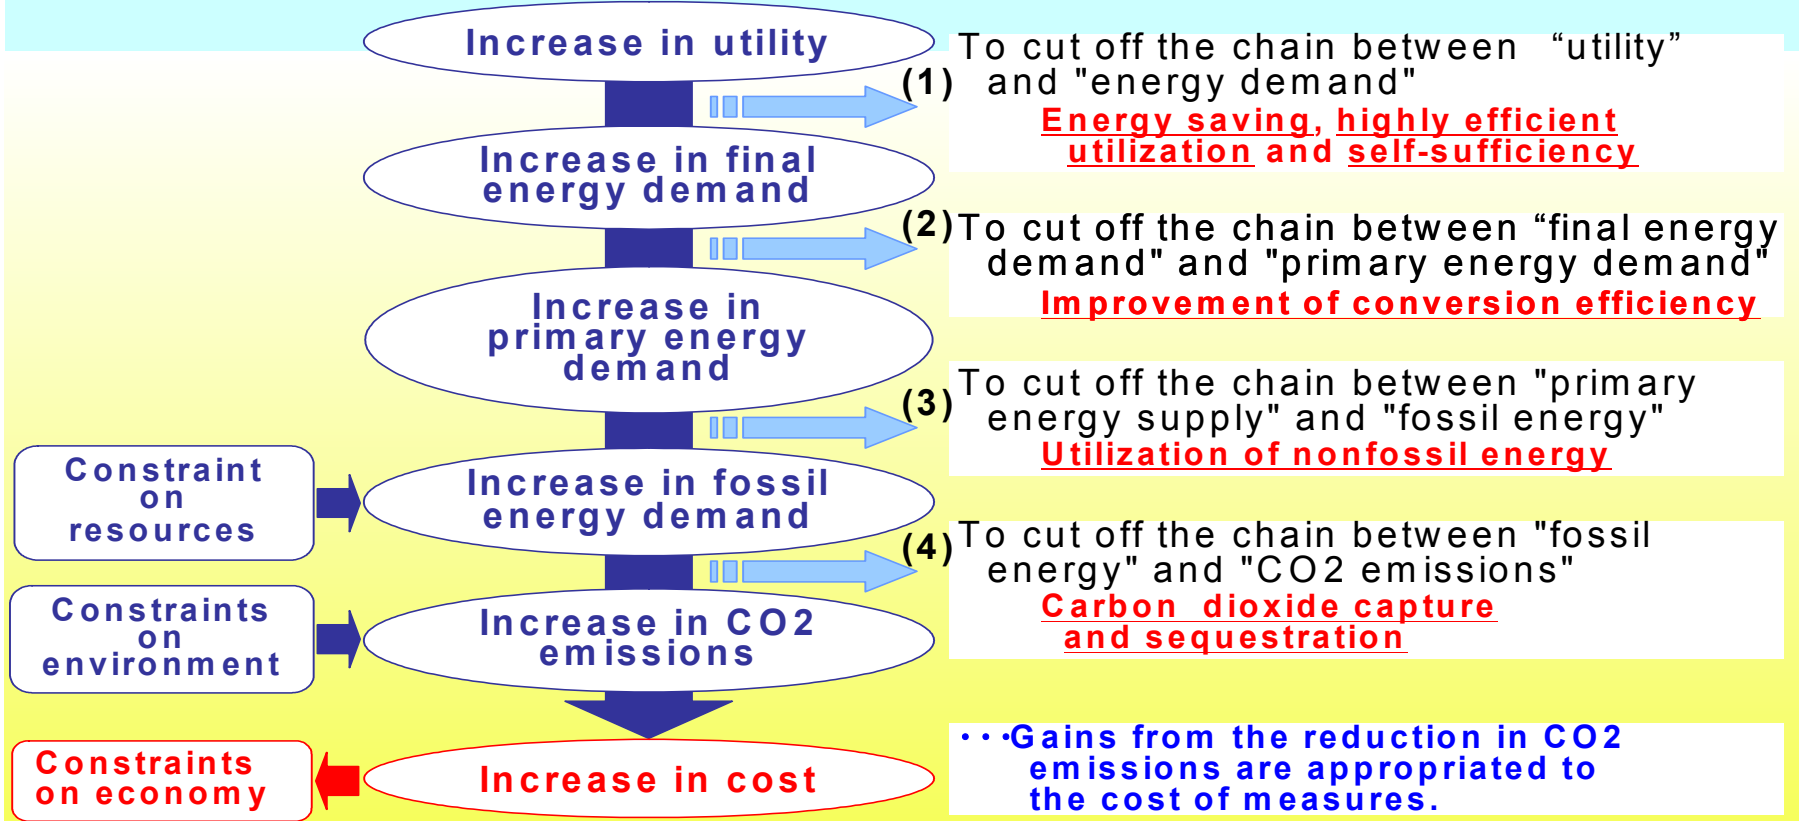 Increase in utility
(1) To cut off the chain between “utility”
and "energy demand"
Energy saving, highly efficient
utilization and self-sufficiency
Increase in final
energy demand
(2) To cut off the chain between “final energy
demand" and "primary energy demand"
Improvement of conversion efficiency
Increase in
primary energy
demand
(3) To cut off the chain between "primary
energy supply" and "fossil energy"
Utilization of nonfossil energy
Constraint
on
resources
Increase in fossil
energy demand
(4) To cut off the chain between "fossil
energy" and "CO2 emissions"
Carbon dioxide capture
and sequestration
Constraints
on
environment
Increase in CO2
emissions
Constraints
on economy
Increase in cost
･･･Gains from the reduction in CO2
emissions are appropriated to
the cost of measures.